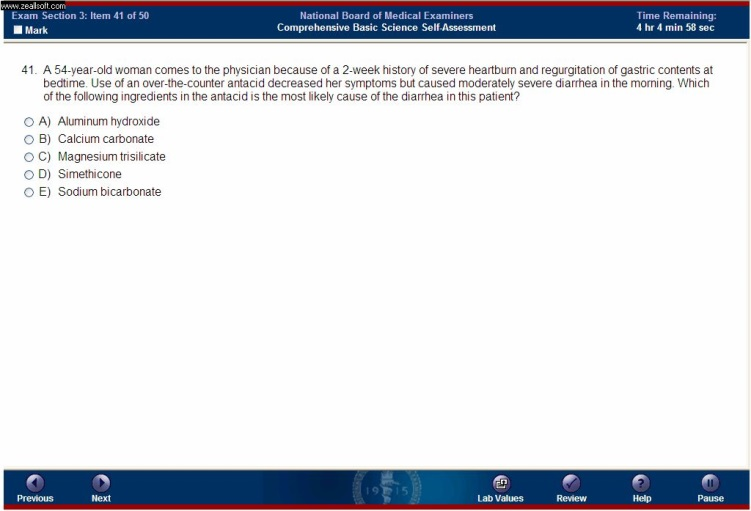 www.zeallsoft.com
Exam Section 3: Item 41 of 50
National Board of Medical Examiners
Time Remaining:
Mark
Comprehensive Basic Science Self-Assessment
4 hr 4 min 58 sec
41. A 54-year-old woman comes to the physician because of a 2-week history of severe heartburn and regurgitation of gastric contents at
bedtime. Use of an over-the-counter antacid decreased her symptoms but caused moderately severe diarrhea in the morning. Which
of the following ingredients in the antacid is the most likely cause of the diarrhea in this patient?
A) Aluminum hydroxide
B) Calcium carbonate
C) Magnesium trisilicate
D) Simethicone
E) Sodium bicarbonate
1915
Previous
Next
Lab Values
Review
Help
Pause